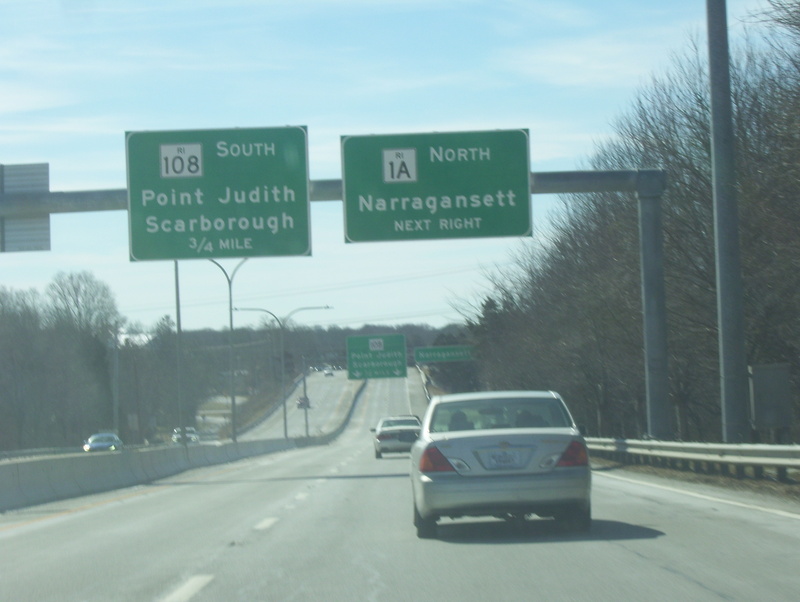 RI
108
SOUTH
Point Judith
Scarborough
3/4 MILE
RI
1A
NORTH
Narragansett
NEXT RIGHT
Point Judith
Scarborough
Narragansett